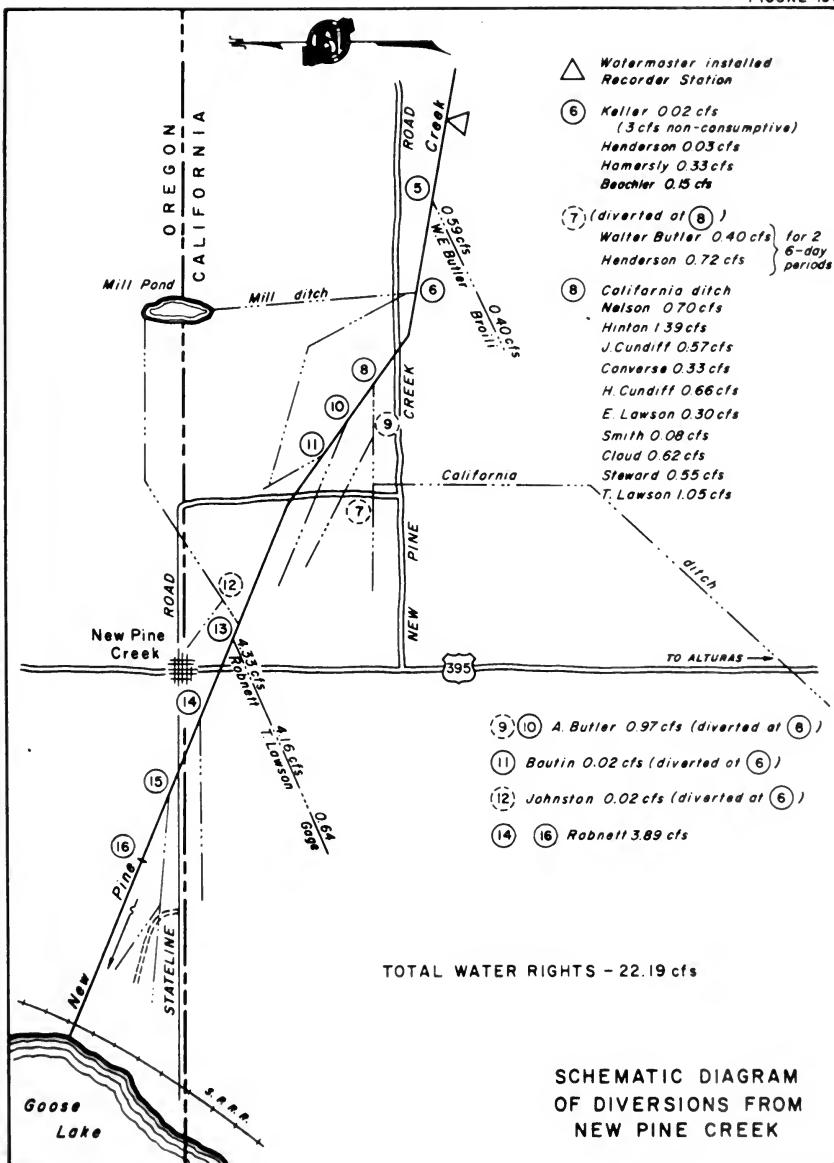 OREGON
CALIFORNIA
ROAD
Creek
△ Watermaster installed
Recorder Station
⑥ Keller 0.02 cfs
(3 cfs non-consumptive)
Henderson 0.03 cfs
Hamersly 0.33 cfs
Beachler 0.15 cfs
⑦ (diverted at ⑧)
Walter Butler 0.40 cfs
Henderson 0.72 cfs
for 2
6-day
periods
⑧ California ditch
Nelson 0.70 cfs
Hinton 1.39 cfs
J. Cundiff 0.57 cfs
Converse 0.33 cfs
H. Cundiff 0.66 cfs
E. Lawson 0.30 cfs
Smith 0.08 cfs
Cloud 0.62 cfs
Steward 0.55 cfs
T. Lawson 1.05 cfs
5
0.59 cfs
W.E Butler
0.40 cfs
Broili
Mill Pond
Mill ditch
6
8
10
9
11
CREEK
California
ditch
7
PINE
NEW
ROAD
12
13
New Pine
Creek
4.33 cfs
Robnett
395
TO ALTURAS
14
4.16 cfs
T. Lawson
0.64
Gage
15
16
⑨ ⑩ A. Butler 0.97 cfs (diverted at ⑧)
⑪ Boutin 0.02 cfs (diverted at ⑥)
⑫ Johnston 0.02 cfs (diverted at ⑥)
⑭ ⑯ Robnett 3.89 cfs
Pine
New
STATELINE
TOTAL WATER RIGHTS - 22.19 cfs
S.P.R.R.
Goose
Lake
SCHEMATIC DIAGRAM
OF DIVERSIONS FROM
NEW PINE CREEK